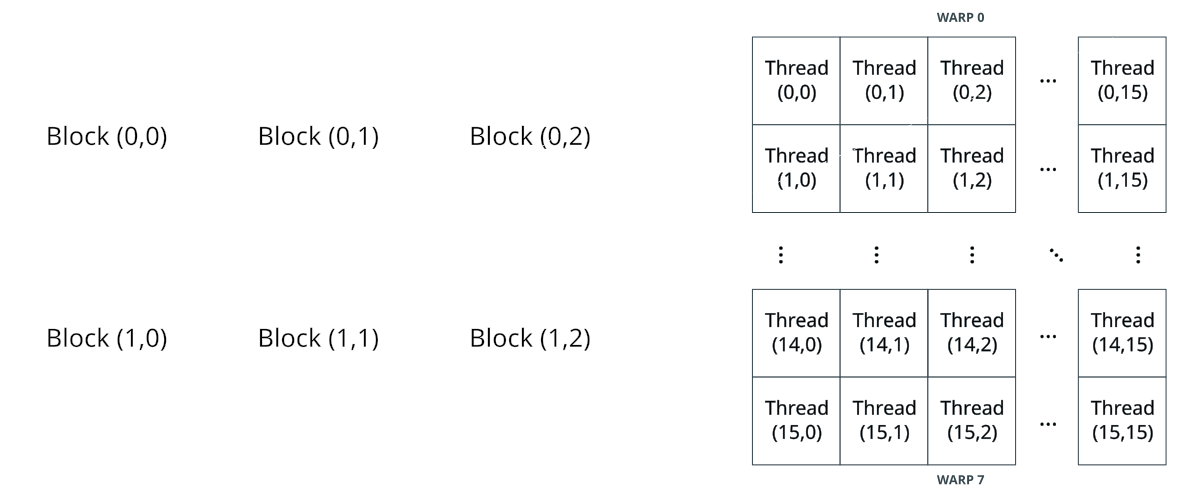 WARP 0
Block (0,0) Block (0,1) Block (0,2)
Block (1,0) Block (1,1) Block (1,2)
Thread (0,0) Thread (0,1) Thread (0,2) ... Thread (0,15)
Thread (1,0) Thread (1,1) Thread (1,2) ... Thread (1,15)
Thread (14,0) Thread (14,1) Thread (14,2) ... Thread (14,15)
Thread (15,0) Thread (15,1) Thread (15,2) ... Thread (15,15)
WARP 7